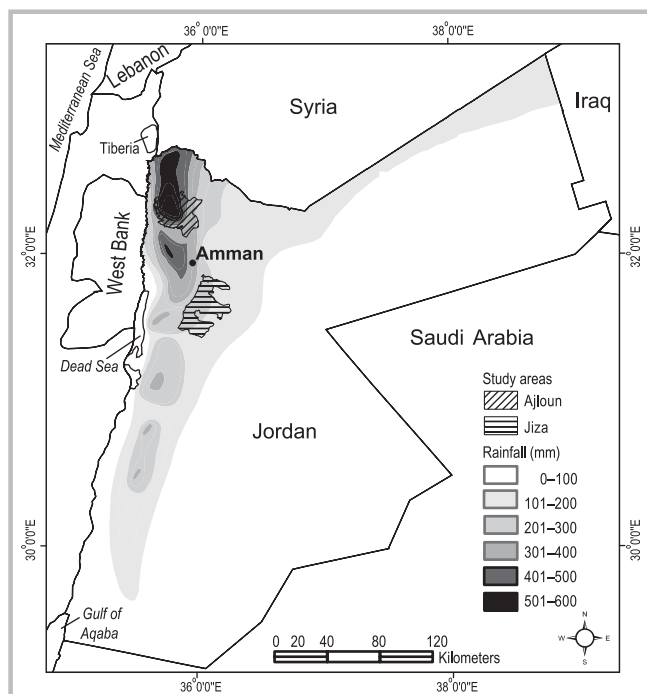 36° 0'0"E
38° 0'0"E
Mediterranean Sea
Lebanon
Syria
Iraq
Tiberia
32°0'0"E
32°0'0"E
West Bank
Amman
Dead Sea
Saudi Arabia
Jordan
Study areas
Ajloun
Jiza
Rainfall (mm)
0–100
101–200
201–300
301–400
401–500
501–600
30°0'0"E
30°0'0"E
Gulf of
Aqaba
N
W E
S
0 20 40 80 120
Kilometers
36°0'0"E
38°0'0"E